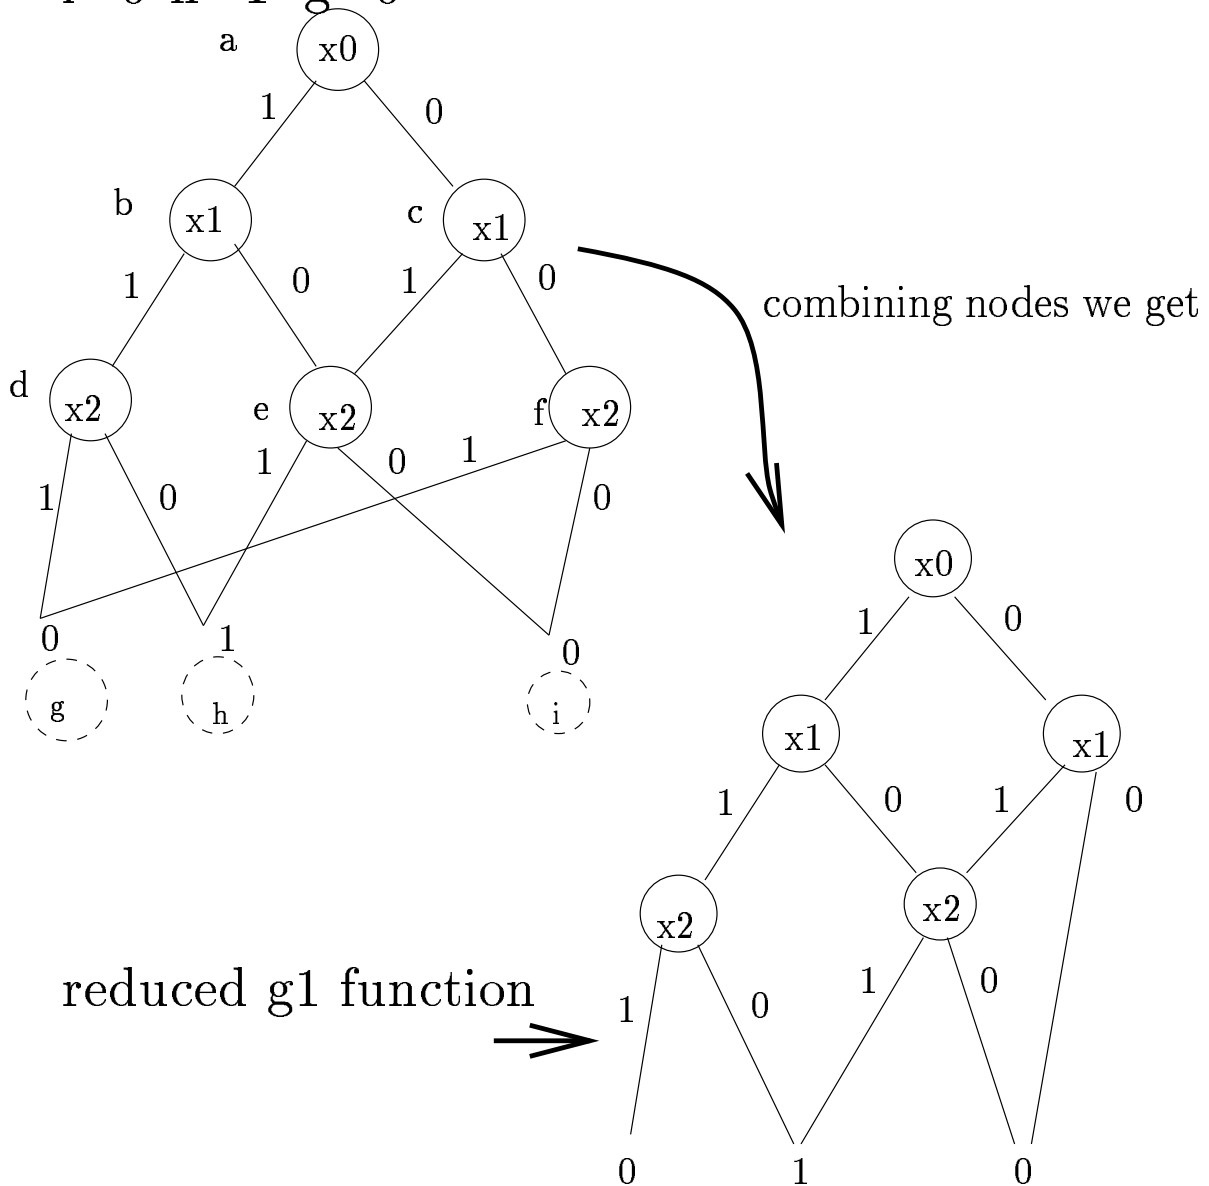 a
x0
1 0
b x1 c x1
1 0 1 0
combining nodes we get
d x2 e x2 f x2
1 0 1 0 1 0
0 1 0
g h i
x0
1 0
x1 x1
1 0 1 0
x2 x2
reduced g1 function
1 0 1 0
0 1 0